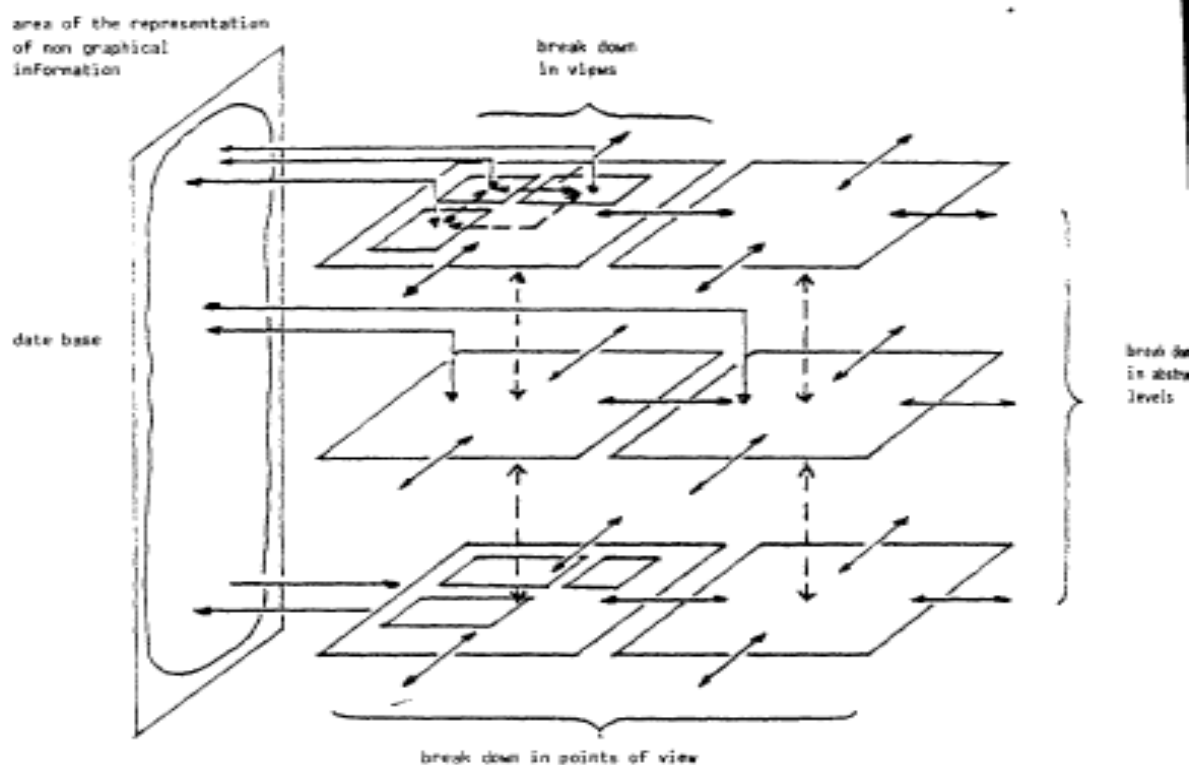 area of the representation
of non graphical
information
break down
in views
date base
break
in
levels
break down in points of view